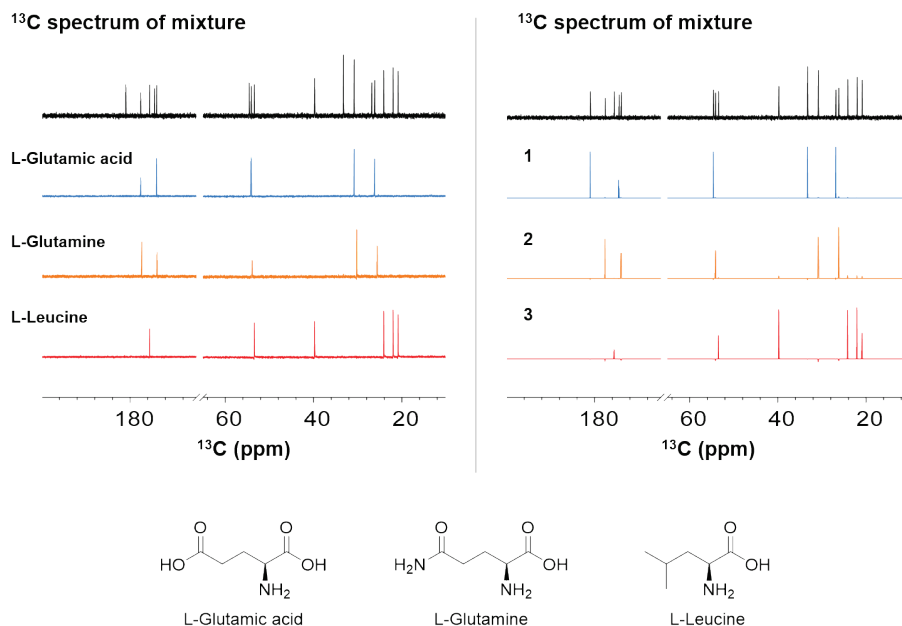 ¹³C spectrum of mixture
L-Glutamic acid
L-Glutamine
L-Leucine
180 60 40 20
¹³C (ppm)
¹³C spectrum of mixture
1
2
3
180 60 40 20
¹³C (ppm)
O O
HO OH
NH₂
L-Glutamic acid
O O
H₂N OH
NH₂
L-Glutamine
O
OH
NH₂
L-Leucine